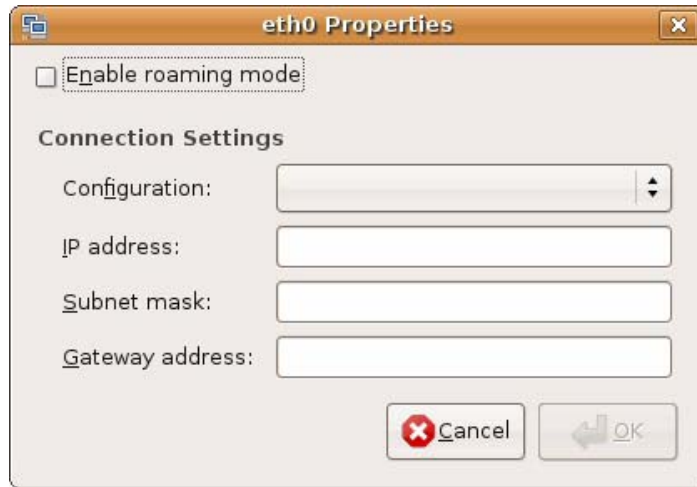 eth0 Properties
Enable roaming mode
Connection Settings
Configuration:
IP address:
Subnet mask:
Gateway address:
Cancel OK